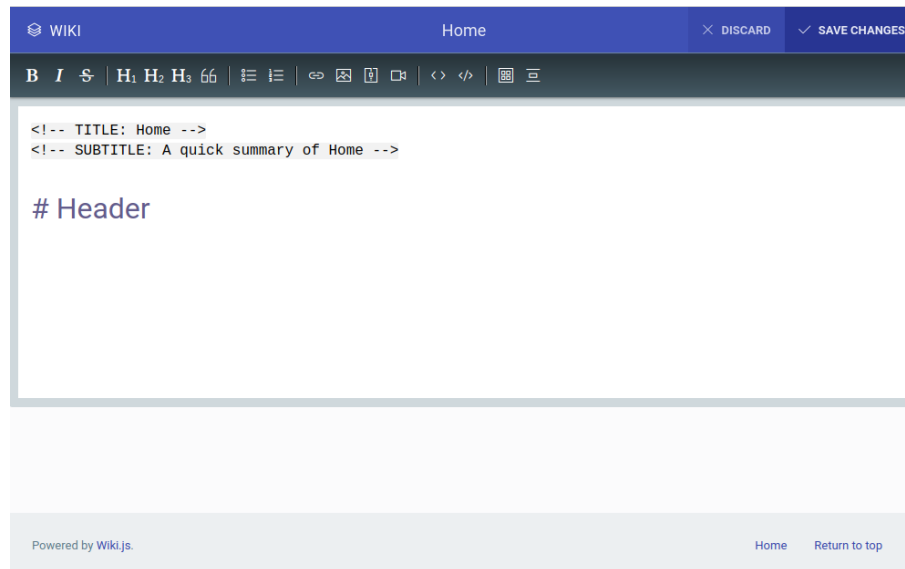 WIKI
Home
DISCARD
SAVE CHANGES
B I S H1 H2 H3
<!-- TITLE: Home -->
<!-- SUBTITLE: A quick summary of Home -->
# Header
Powered by Wiki.js.
Home
Return to top